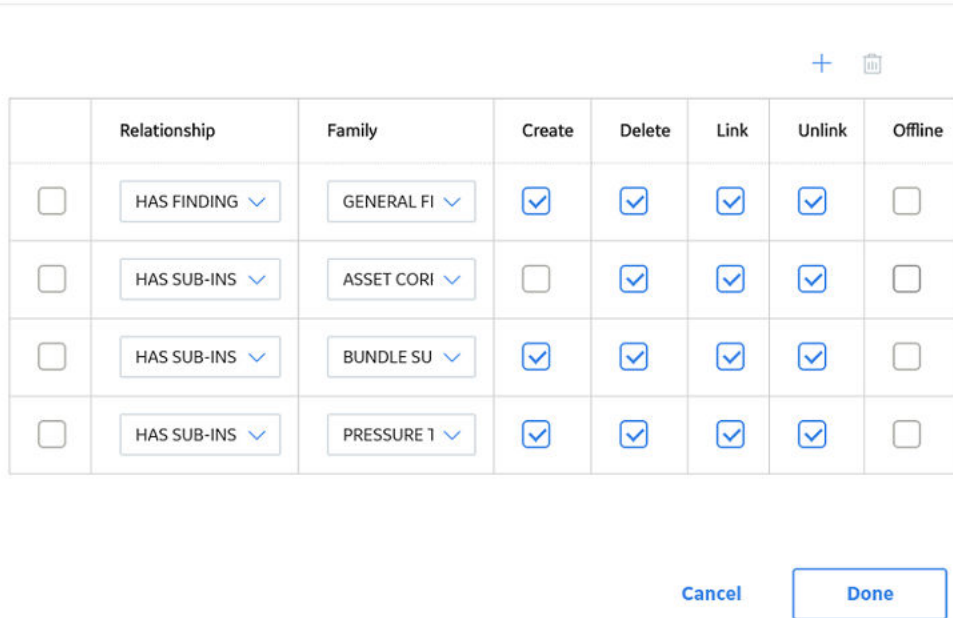 Relationship Family Create Delete Link Unlink Offline
HAS FINDING GENERAL FI
HAS SUB-INS ASSET CORI
HAS SUB-INS BUNDLE SU
HAS SUB-INS PRESSURE
Cancel Done